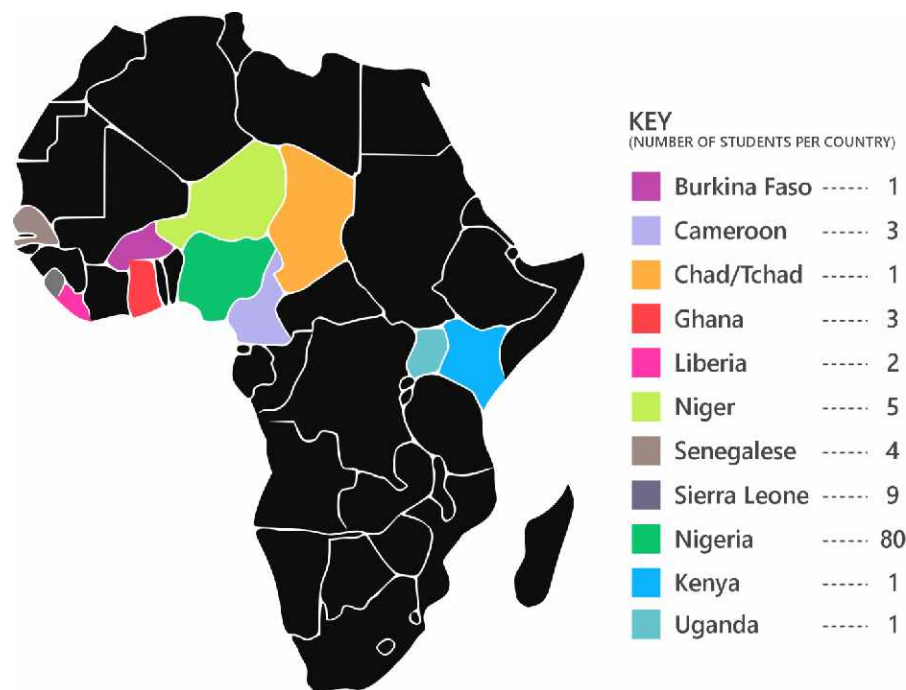 KEY
(NUMBER OF STUDENTS PER COUNTRY)
Burkina Faso ------ 1
Cameroon ------ 3
Chad/Tchad ------ 1
Ghana ------ 3
Liberia ------ 2
Niger ------ 5
Senegalese ------ 4
Sierra Leone ------ 9
Nigeria ------ 80
Kenya ------ 1
Uganda ------ 1